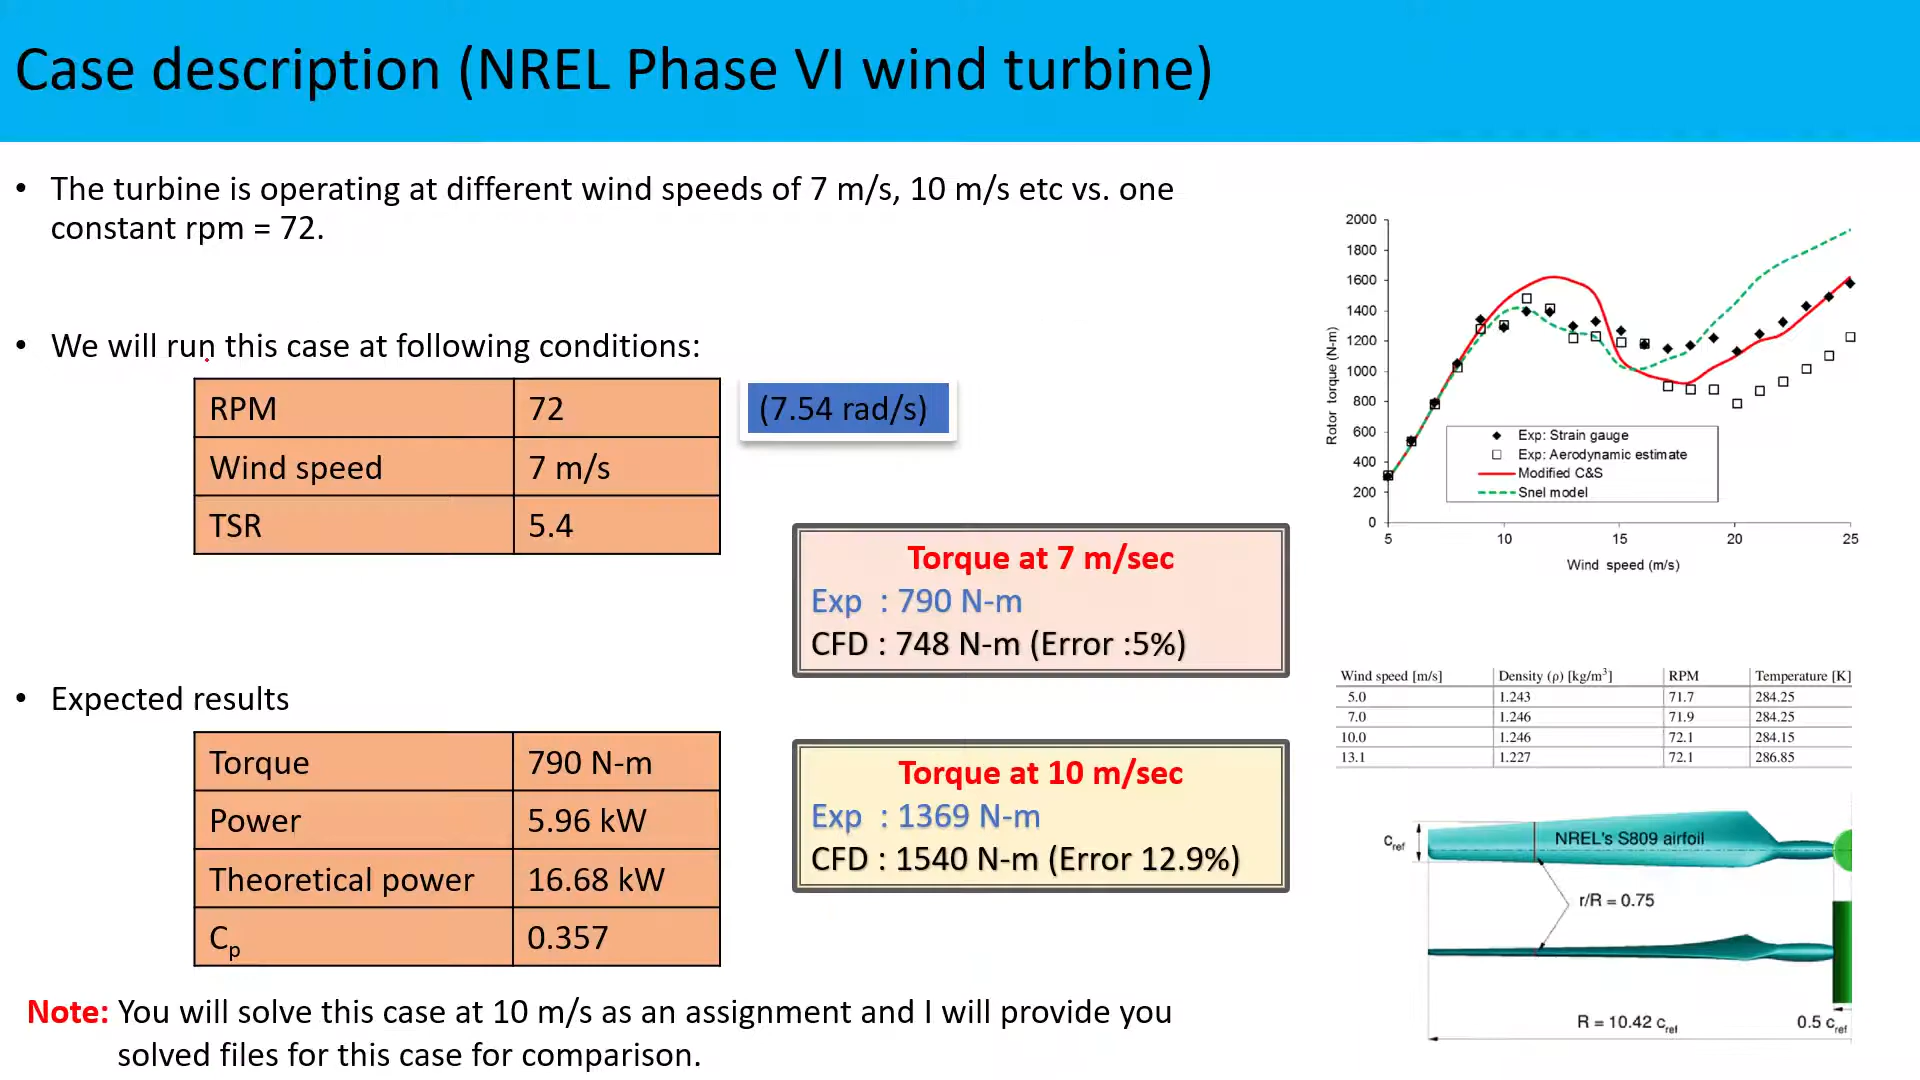 Case description (NREL Phase VI wind turbine)
• The turbine is operating at different wind speeds of 7 m/s, 10 m/s etc vs. one
constant rpm = 72.
• We will run this case at following conditions:
RPM 72
(7.54 rad/s)
Wind speed 7 m/s
TSR 5.4
Torque at 7 m/sec
Exp : 790 N-m
CFD : 748 N-m (Error :5%)
• Expected results
Torque 790 N-m
Power 5.96 kW
Theoretical power 16.68 kW
Cp 0.357
Torque at 10 m/sec
Exp : 1369 N-m
CFD : 1540 N-m (Error 12.9%)
Note: You will solve this case at 10 m/s as an assignment and I will provide you
solved files for this case for comparison.
Rotor torque (N-m)
2000
1800
1600
1400
1200
1000
800
600
400
200
0
5 10 15 20 25
Wind speed (m/s)
Exp: Strain gauge
Exp: Aerodynamic estimate
Modified C&S
Snel model
Wind speed [m/s] Density (ρ) [kg/m³] RPM Temperature [K]
5.0 1.243 71.7 284.25
7.0 1.246 71.9 284.25
10.0 1.246 72.1 284.15
13.1 1.227 72.1 286.85
cref
NREL's S809 airfoil
r/R = 0.75
R = 10.42 cref
0.5 cref